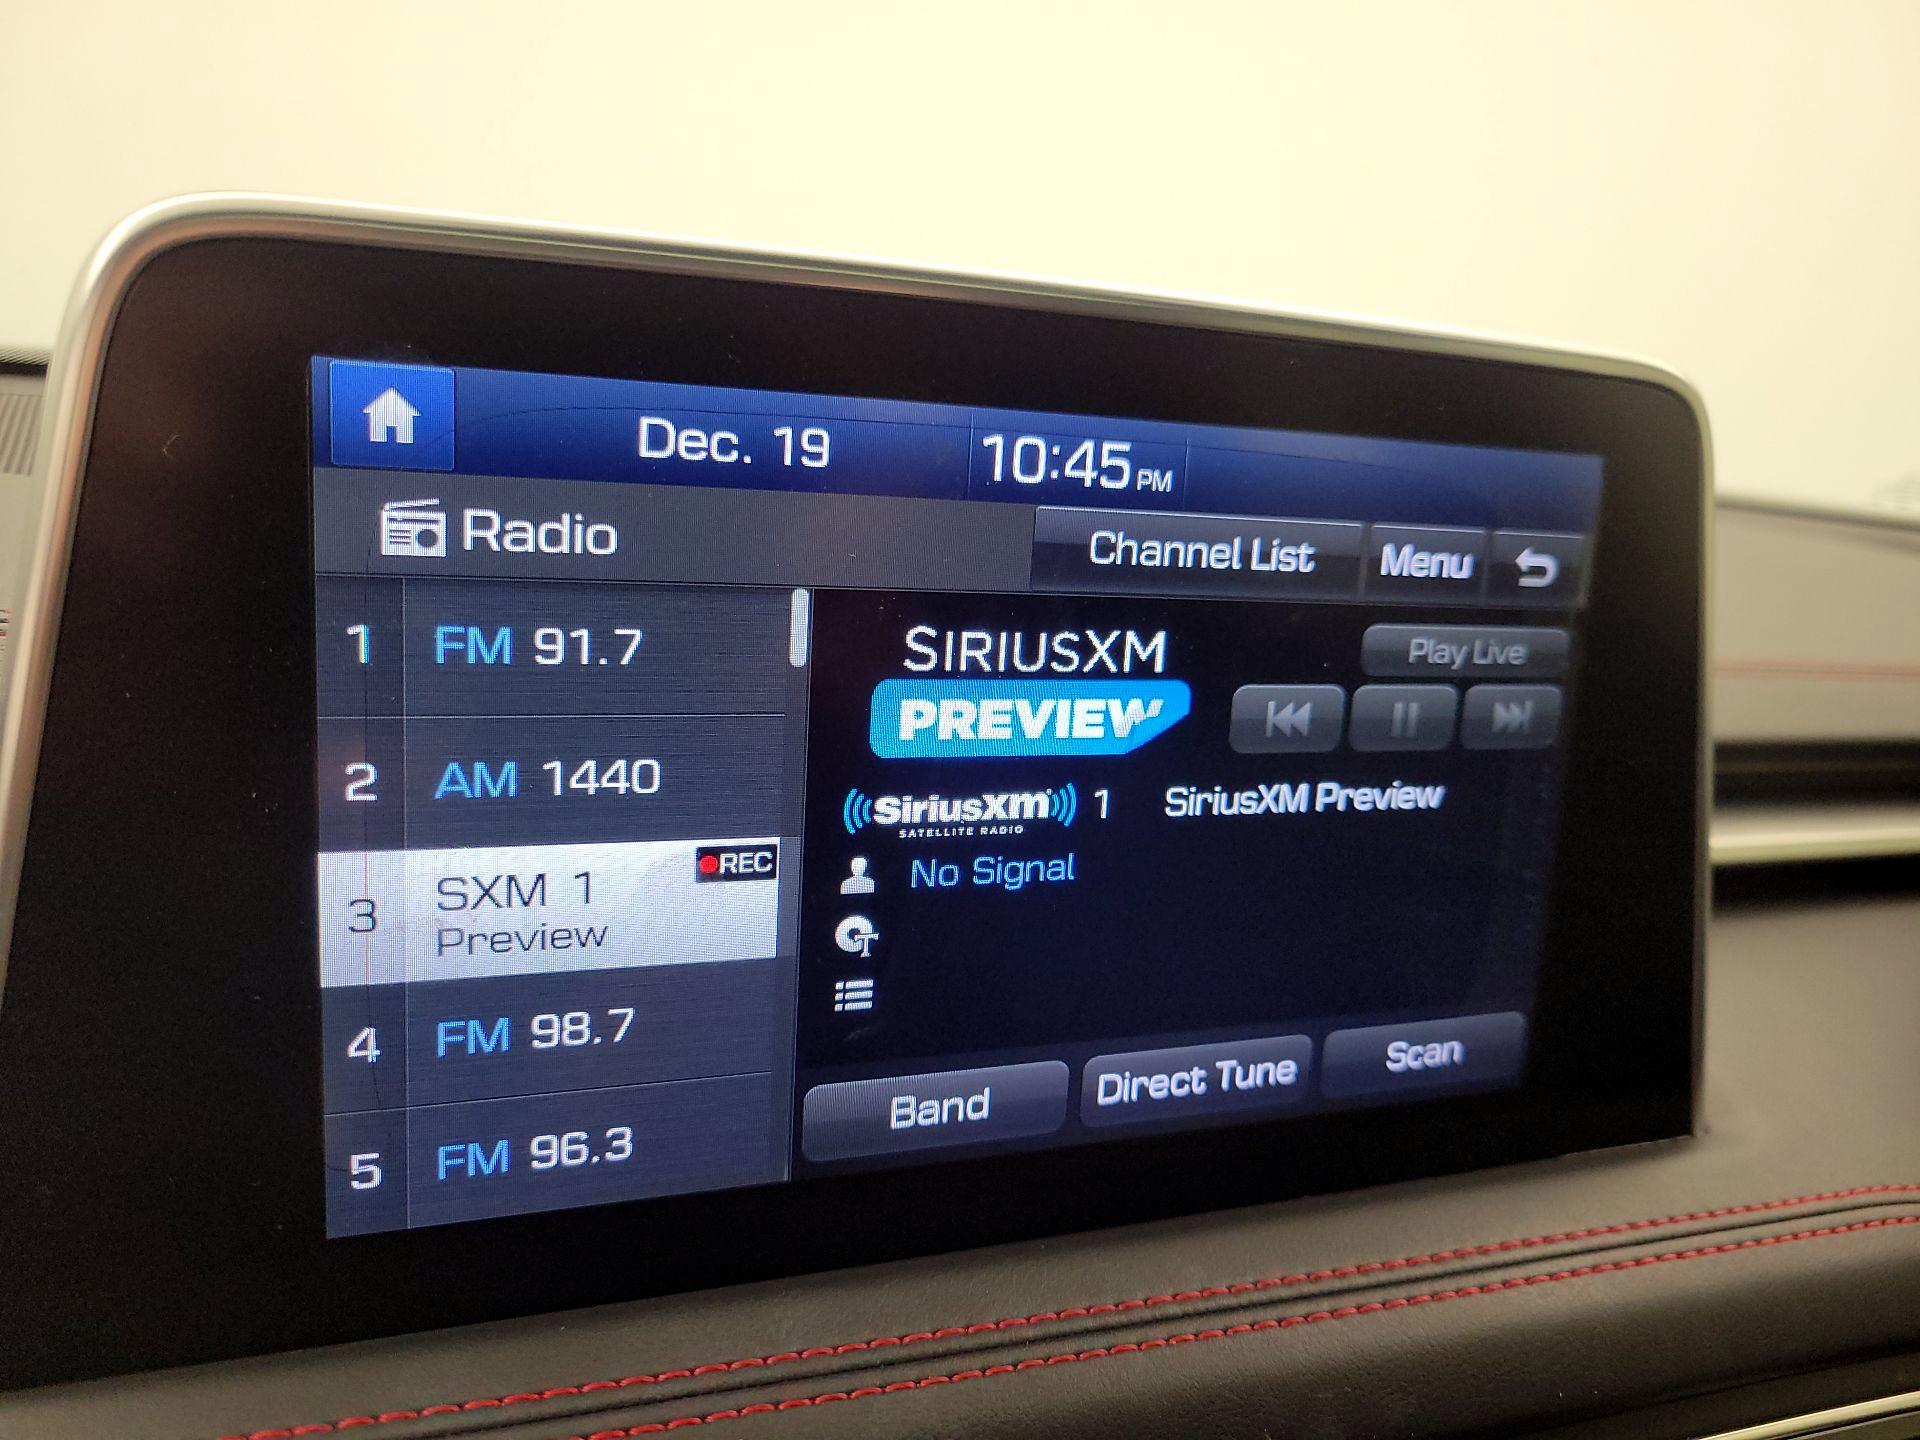 Dec. 19 10:45 PM
Radio Channel List Menu
1 FM 91.7
2 AM 1440
3 SXM 1 REC
Preview
4 FM 98.7
5 FM 96.3
SIRIUSXM
PREVIEW
Play Live
SiriusXM 1 SiriusXM Preview
SATELLITE RADIO
No Signal
Band Direct Tune Scan